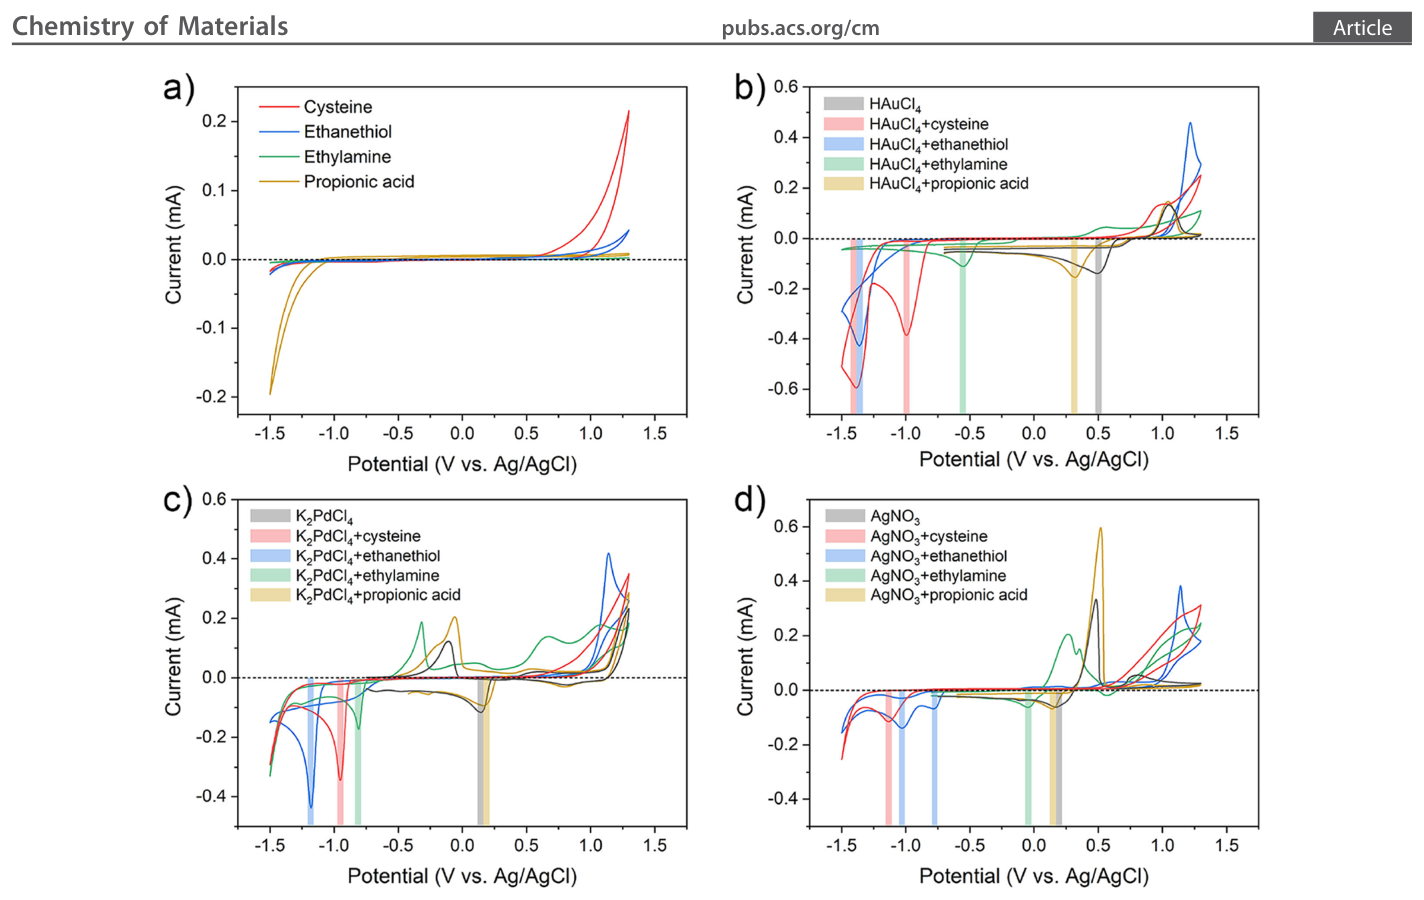 Chemistry of Materials pubs.acs.org/cm Article
a)
Cysteine
Ethanethiol
Ethylamine
Propionic acid
0.2
0.1
0.0
-0.1
-0.2
Current (mA)
-1.5 -1.0 -0.5 0.0 0.5 1.0 1.5
Potential (V vs. Ag/AgCl)
b)
HAuCl₄
HAuCl₄+cysteine
HAuCl₄+ethanethiol
HAuCl₄+ethylamine
HAuCl₄+propionic acid
0.6
0.4
0.2
0.0
-0.2
-0.4
-0.6
Current (mA)
-1.5 -1.0 -0.5 0.0 0.5 1.0 1.5
Potential (V vs. Ag/AgCl)
c)
K₂PdCl₄
K₂PdCl₄+cysteine
K₂PdCl₄+ethanethiol
K₂PdCl₄+ethylamine
K₂PdCl₄+propionic acid
0.6
0.4
0.2
0.0
-0.2
-0.4
Current (mA)
-1.5 -1.0 -0.5 0.0 0.5 1.0 1.5
Potential (V vs. Ag/AgCl)
d)
AgNO₃
AgNO₃+cysteine
AgNO₃+ethanethiol
AgNO₃+ethylamine
AgNO₃+propionic acid
0.6
0.4
0.2
0.0
-0.2
-0.4
Current (mA)
-1.5 -1.0 -0.5 0.0 0.5 1.0 1.5
Potential (V vs. Ag/AgCl)